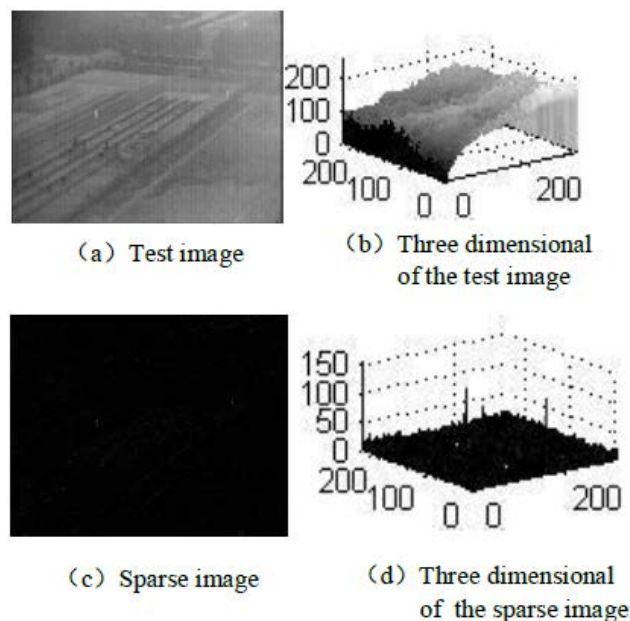 200
100
0
200
100
0
0
200
(a) Test image
(b) Three dimensional
of the test image
150
100
50
0
200
100
0
0
200
(c) Sparse image
(d) Three dimensional
of the sparse image